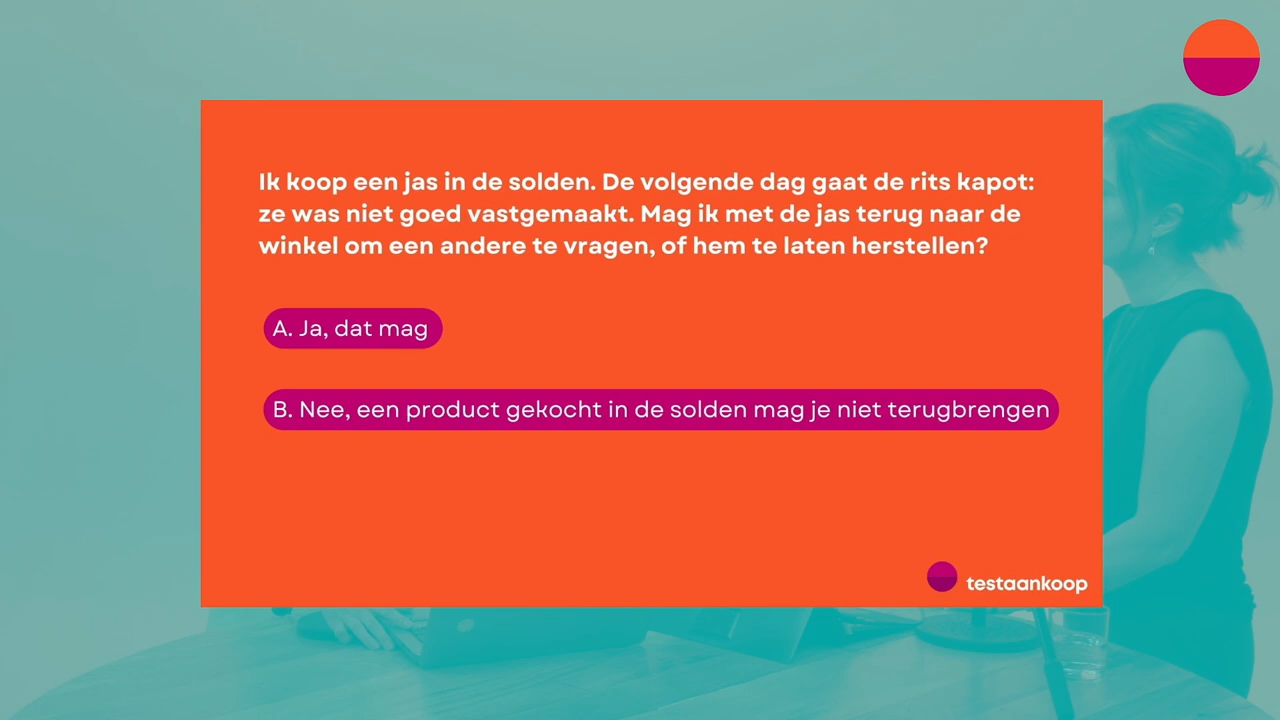 Ik koop een jas in de solden. De volgende dag gaat de rits kapot:
ze was niet goed vastgemaakt. Mag ik met de jas terug naar de
winkel om een andere te vragen, of hem te laten herstellen?
A. Ja, dat mag
B. Nee, een product gekocht in de solden mag je niet terugbrengen
testaankoop